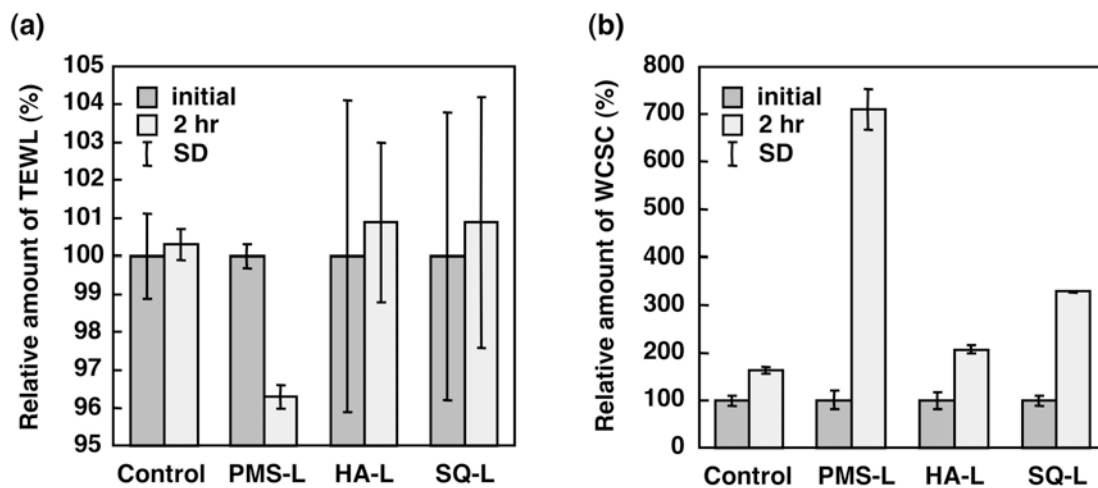 (a)
Relative amount of TEWL (%)
105
104
103
102
101
100
99
98
97
96
95
initial
2 hr
SD
Control PMS-L HA-L SQ-L
(b)
Relative amount of WCSC (%)
800
700
600
500
400
300
200
100
0
initial
2 hr
SD
Control PMS-L HA-L SQ-L